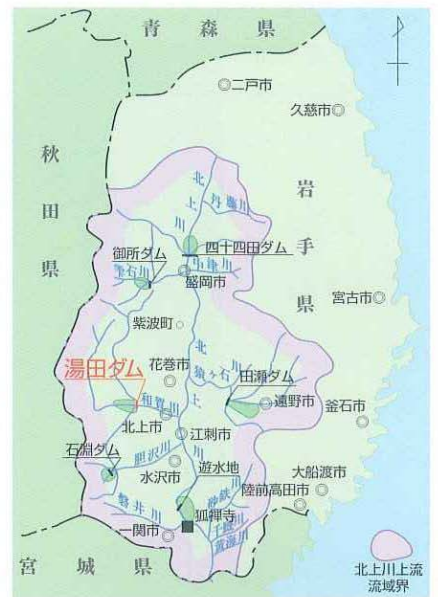 青森県
二戸市
久慈市
秋田県
岩手県
北上川
丹藤川
御所ダム
四十四田ダム
雫石川
中津川
盛岡市
宮古市
紫波町
湯田ダム
花巻市
北上川
猿ヶ石川
田瀬ダム
和賀川
遠野市
釜石市
北上市
江刺市
石淵ダム
胆沢川
水沢市
遊水地
大船渡市
陸前高田市
砂鉄川
磐井川
狐禅寺
千厩川
黄海川
一関市
宮城県
北上川上流
流域界